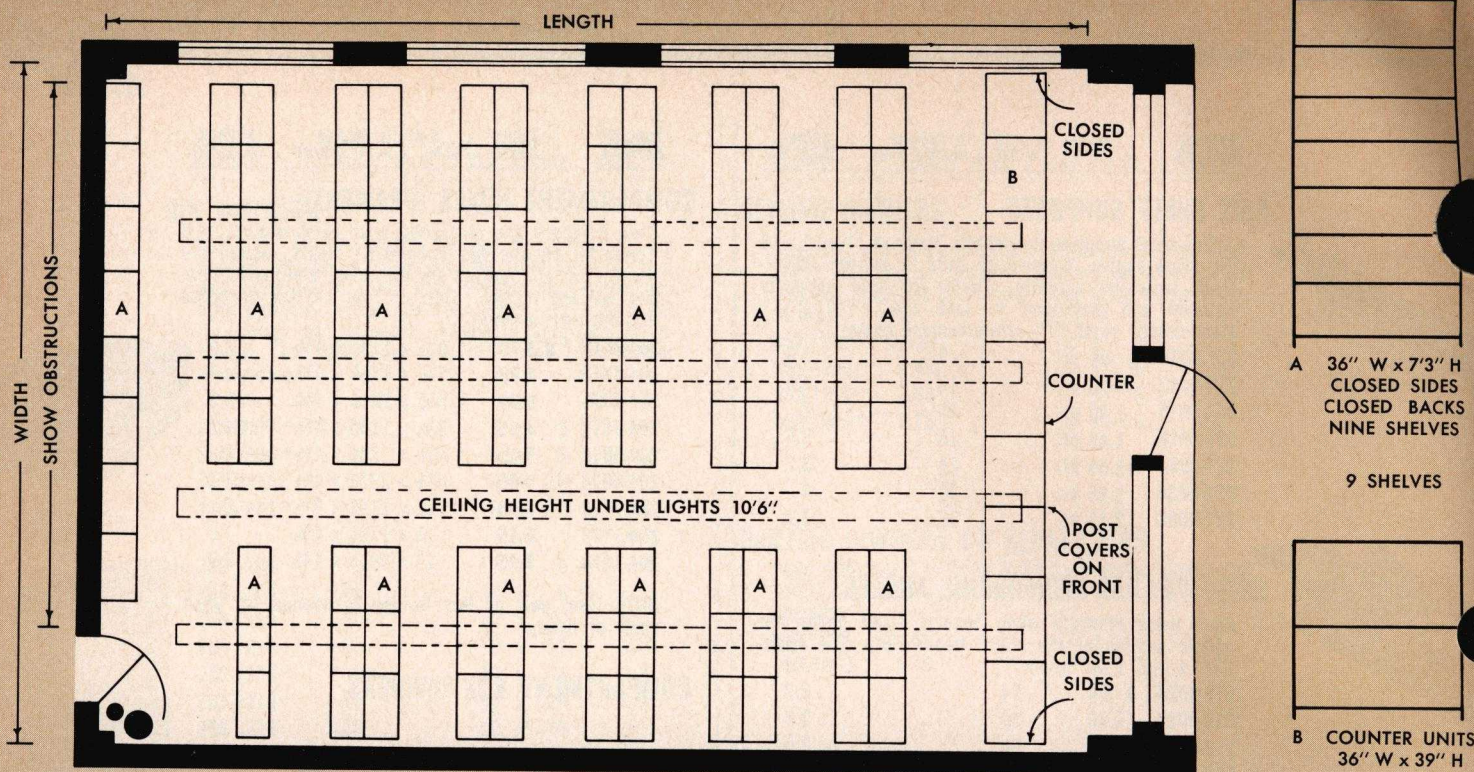 LENGTH
WIDTH
SHOW OBSTRUCTIONS
CLOSED
SIDES
B
A
A
A
A
A
A
A
COUNTER
CEILING HEIGHT UNDER LIGHTS 10'6"
POST
COVERS
ON
FRONT
A
A
A
A
A
A
CLOSED
SIDES
A 36" W x 7'3" H
CLOSED SIDES
CLOSED BACKS
NINE SHELVES
9 SHELVES
B COUNTER UNITS
36" W x 39" H